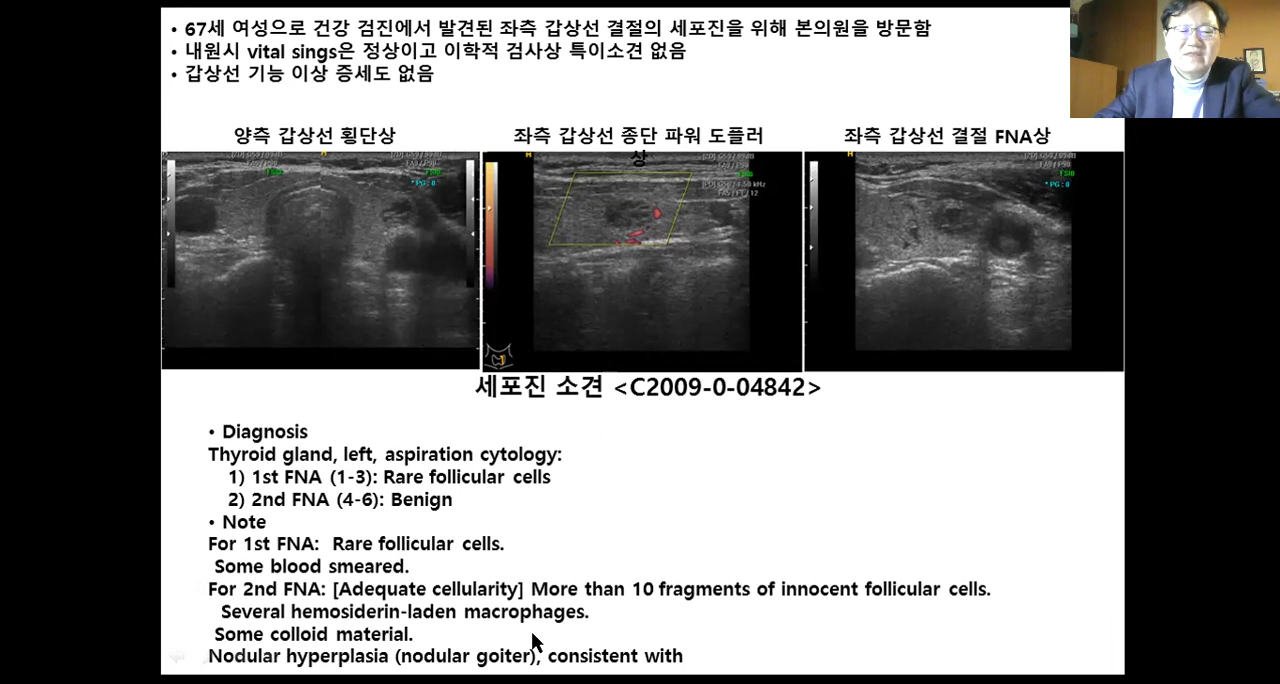 • 67세 여성으로 건강 검진에서 발견된 좌측 갑상선 결절의 세포진을 위해 본의원을 방문함
• 내원시 vital sings은 정상이고 이학적 검사상 특이소견 없음
• 갑상선 기능 이상 증세도 없음
양측 갑상선 횡단상
좌측 갑상선 종단 파워 도플러
상
좌측 갑상선 결절 FNA상
세포진 소견 <C2009-0-04842>
• Diagnosis
Thyroid gland, left, aspiration cytology:
1) 1st FNA (1-3): Rare follicular cells
2) 2nd FNA (4-6): Benign
• Note
For 1st FNA: Rare follicular cells.
Some blood smeared.
For 2nd FNA: [Adequate cellularity] More than 10 fragments of innocent follicular cells.
Several hemosiderin-laden macrophages.
Some colloid material.
Nodular hyperplasia (nodular goiter), consistent with